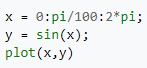 x = 0:pi/100:2*pi;
y = sin(x);
plot(x,y)